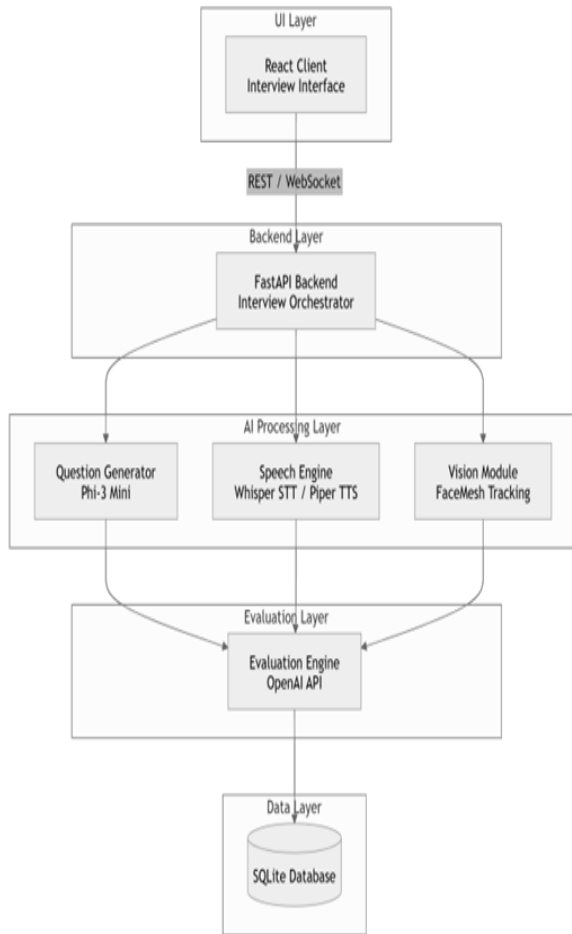 UI Layer
React Client
Interview Interface
REST / WebSocket
Backend Layer
FastAPI Backend
Interview Orchestrator
AI Processing Layer
Question Generator
Phi-3 Mini
Speech Engine
Whisper STT / Piper TTS
Vision Module
FaceMesh Tracking
Evaluation Layer
Evaluation Engine
OpenAI API
Data Layer
SQLite Database